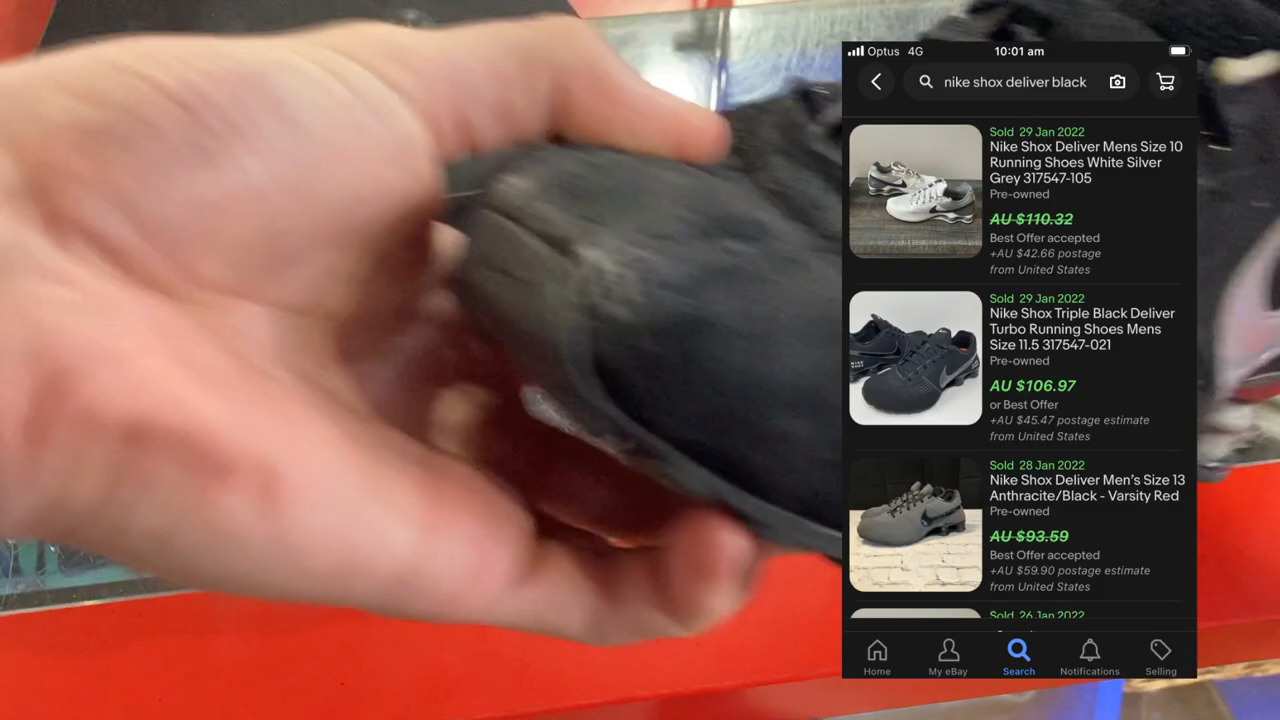 Optus 4G 10:01 am
nike shox deliver black
Sold 29 Jan 2022
Nike Shox Deliver Mens Size 10
Running Shoes White Silver
Grey 317547-105
Pre-owned
AU $110.32
Best Offer accepted
+AU $42.66 postage
from United States
Sold 29 Jan 2022
Nike Shox Triple Black Deliver
Turbo Running Shoes Mens
Size 11.5 317547-021
Pre-owned
AU $106.97
or Best Offer
+AU $45.47 postage estimate
from United States
Sold 28 Jan 2022
Nike Shox Deliver Men's Size 13
Anthracite/Black - Varsity Red
Pre-owned
AU $93.59
Best Offer accepted
+AU $59.90 postage estimate
from United States
Sold 26 Jan 2022
Home My eBay Search Notifications Selling